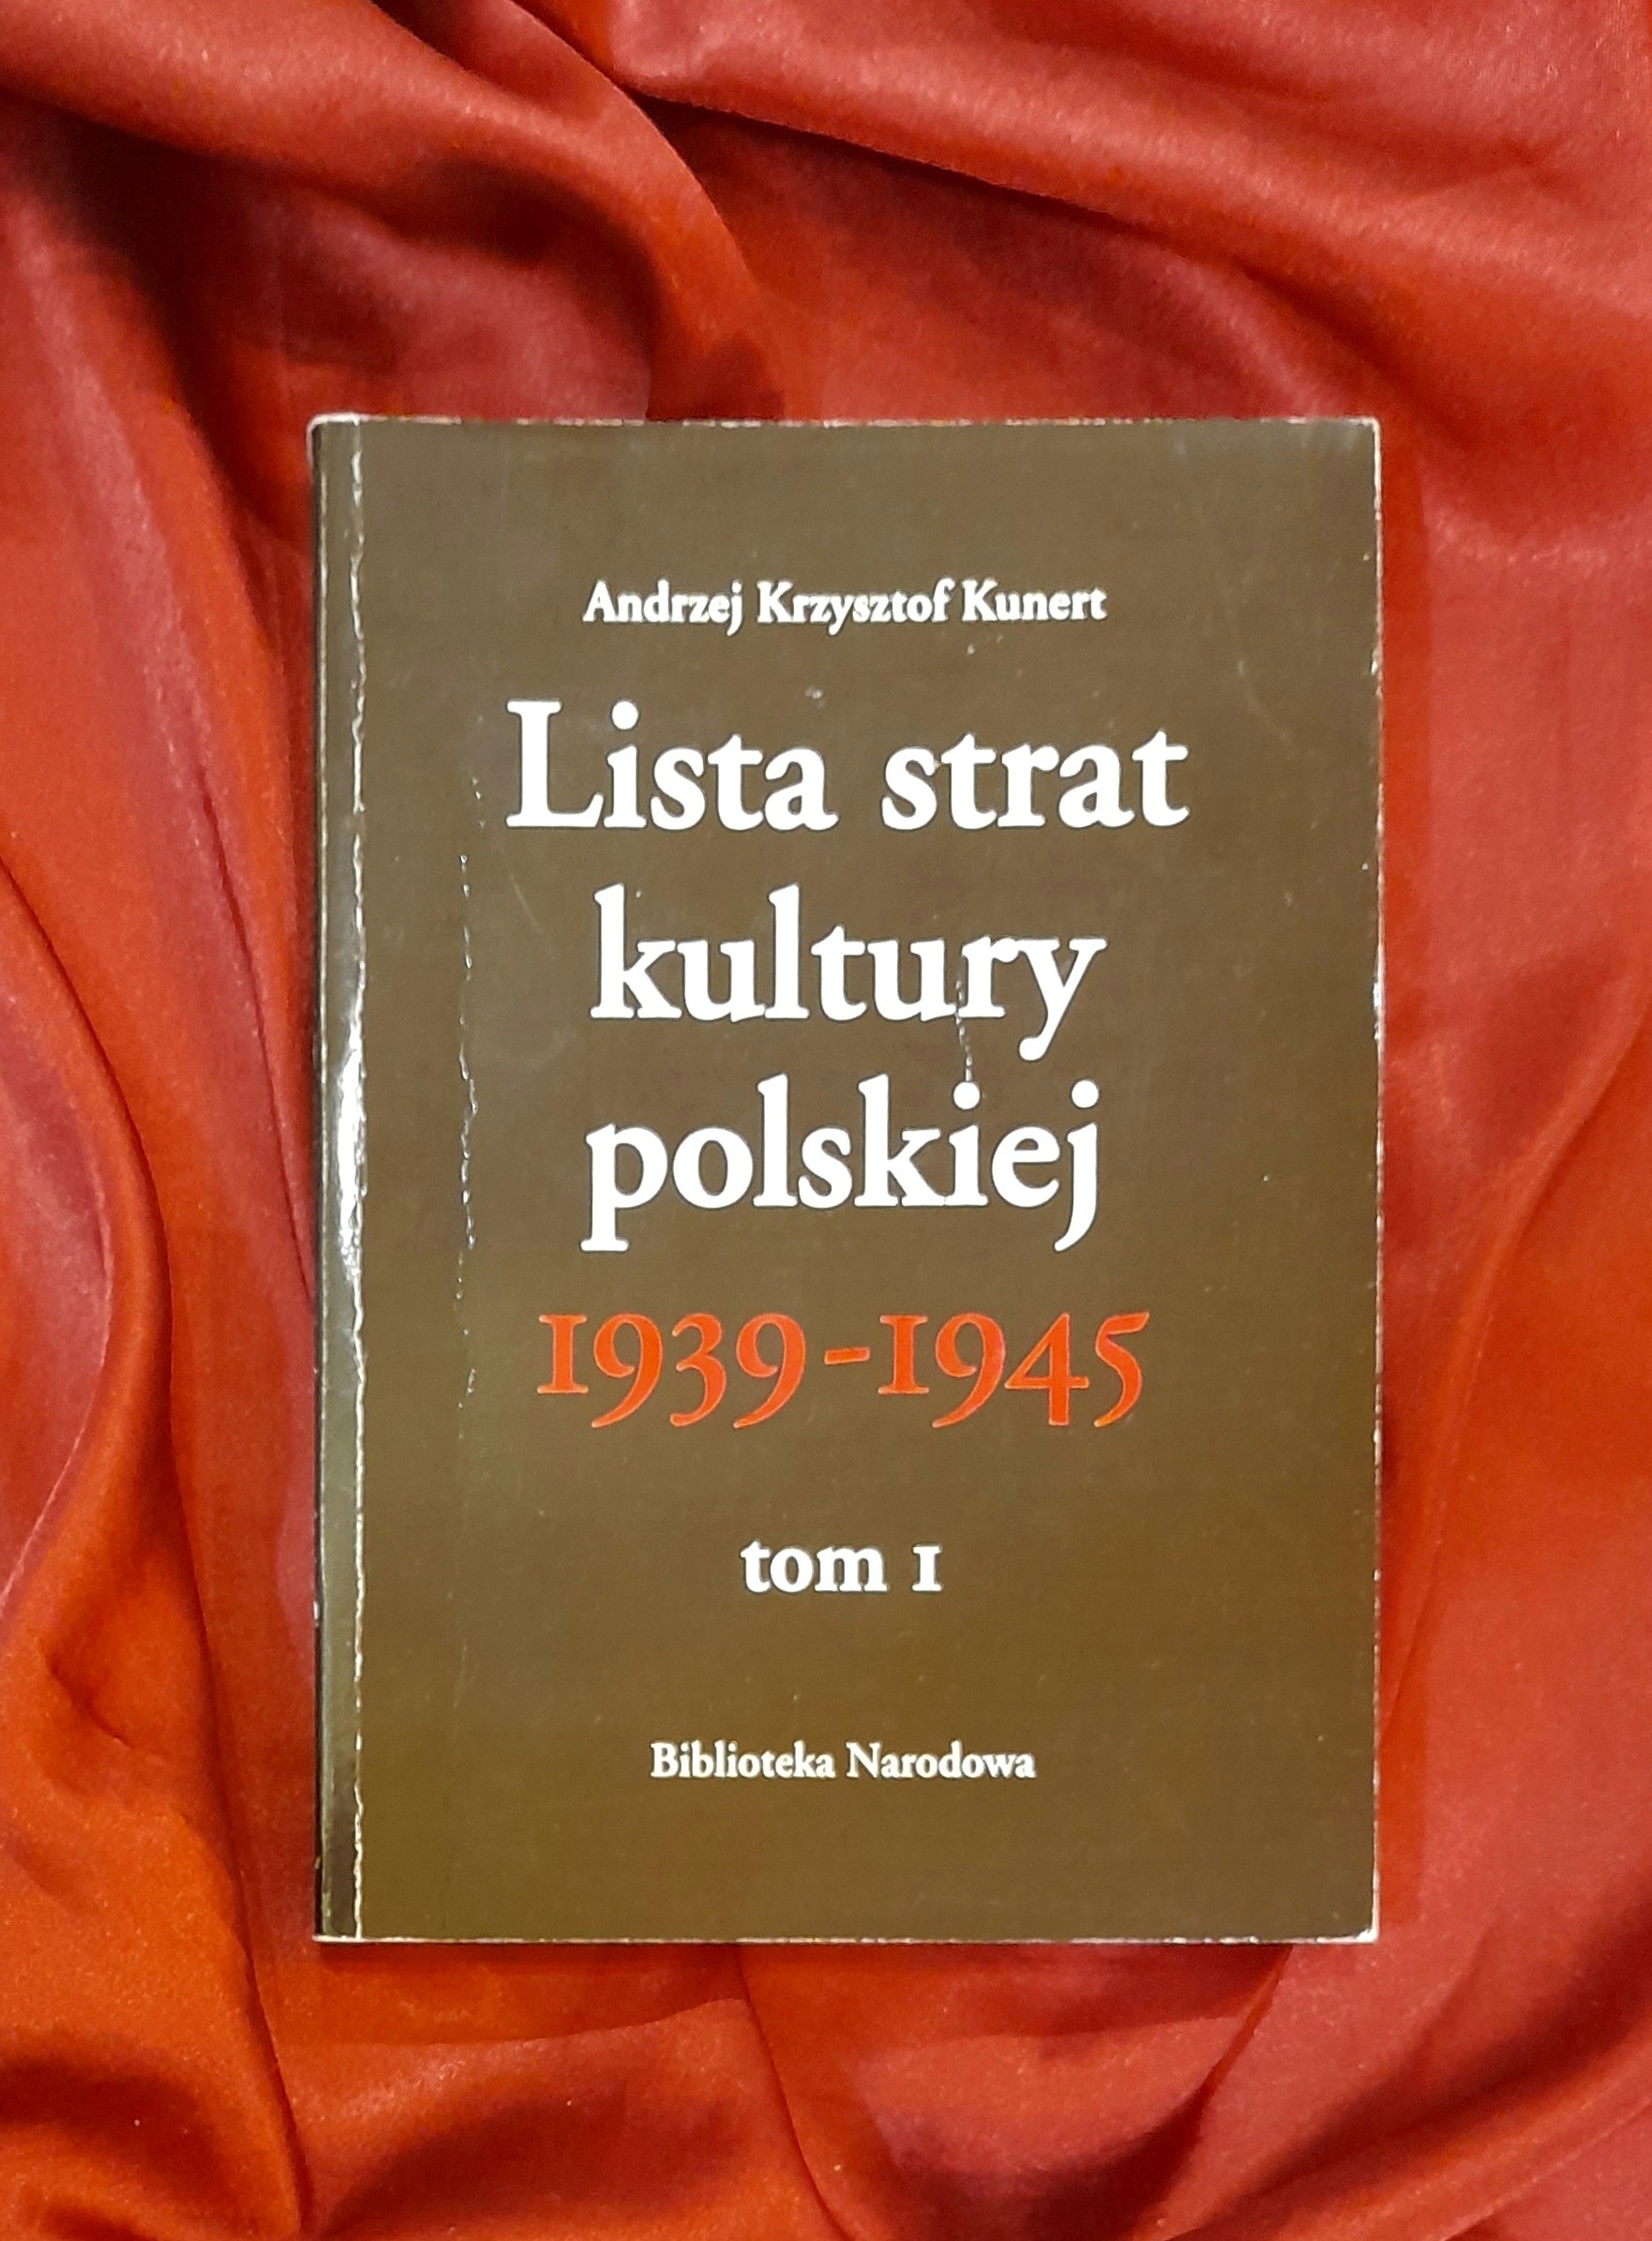 Andrzej Krzysztof Kunert
Lista strat
kultury
polskiej
1939-1945
tom 1
Biblioteka Narodowa